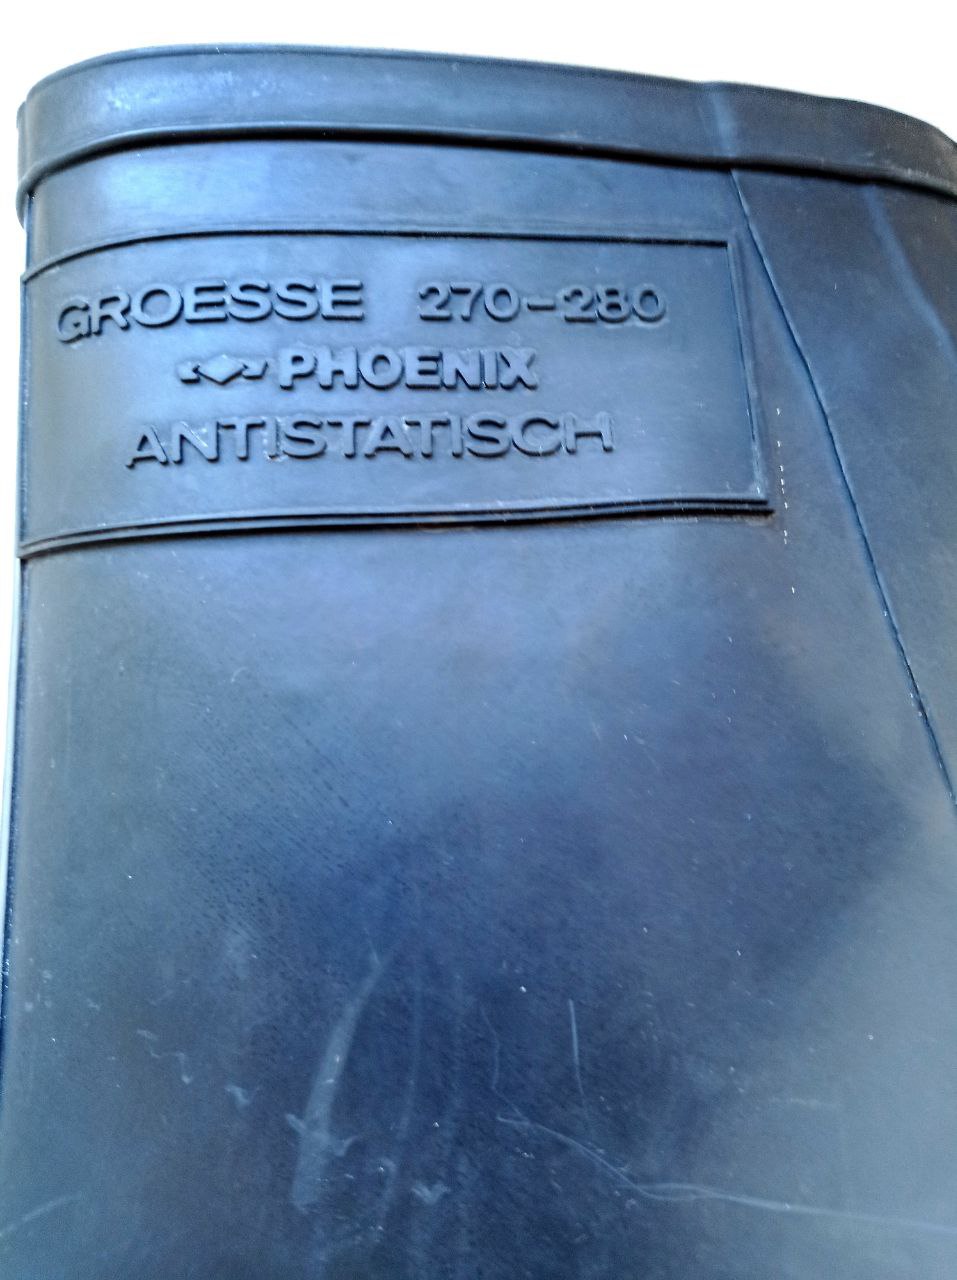 GROESSE 270-280
PHOENIX
ANTISTATISCH